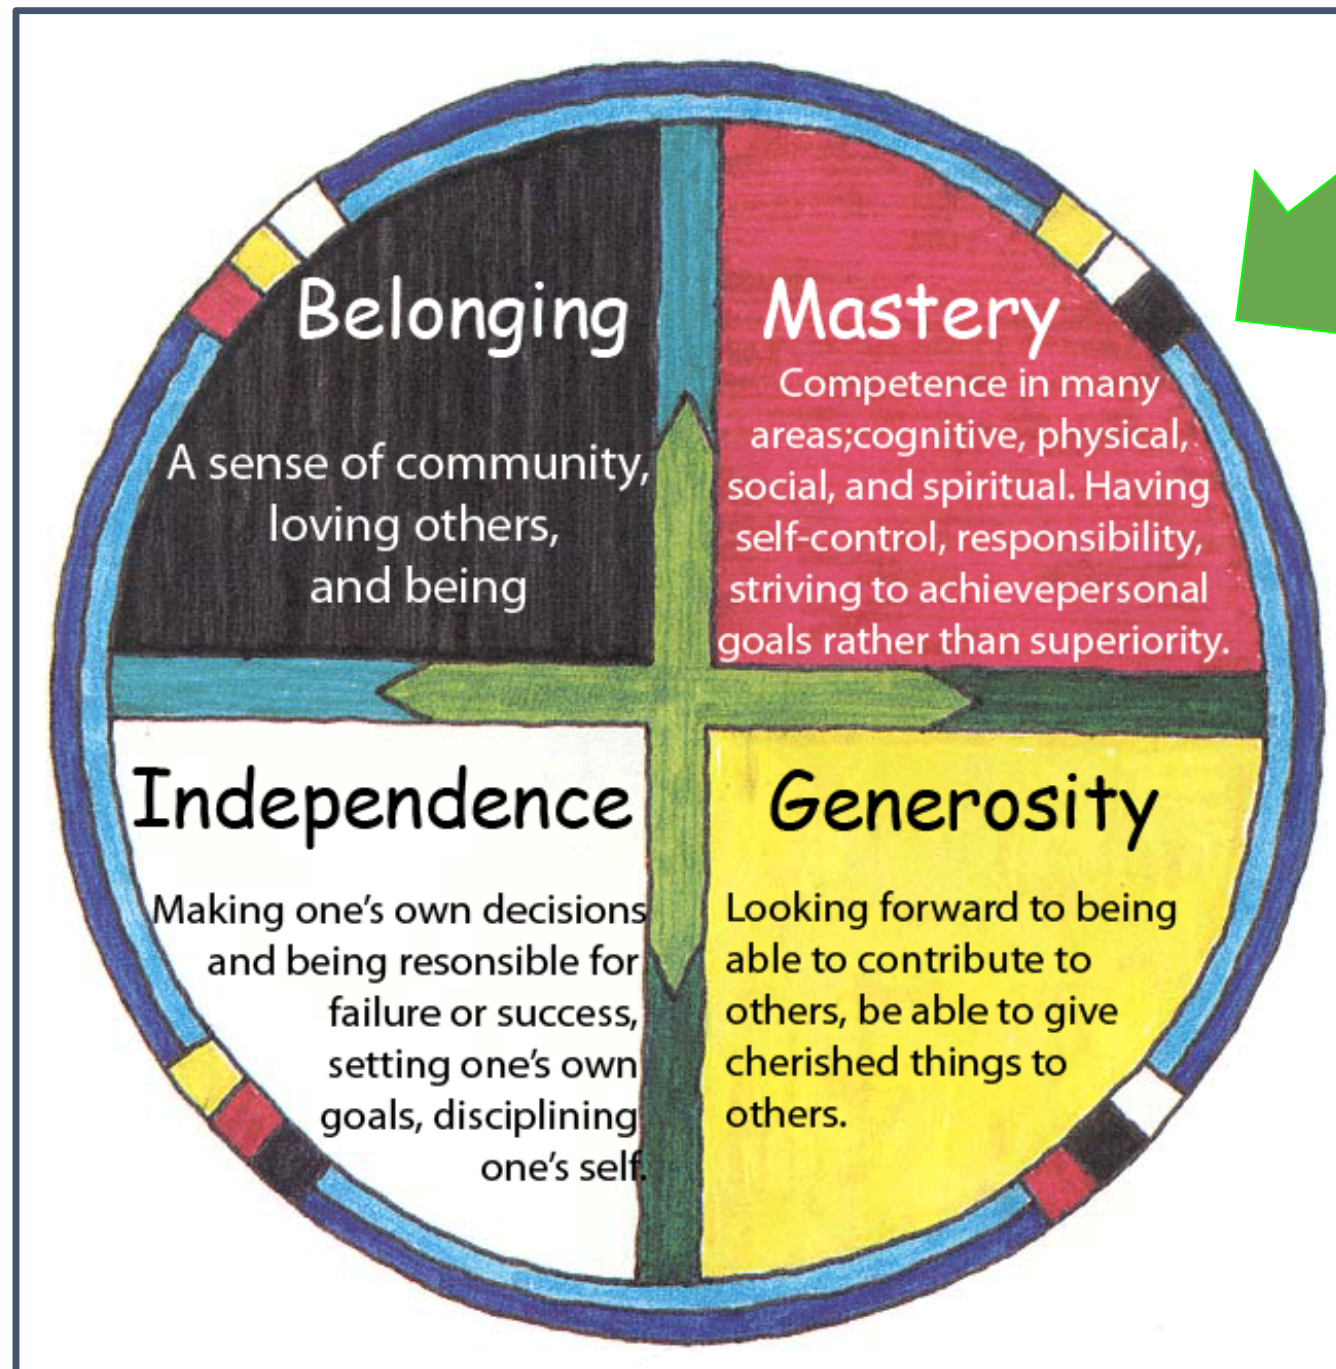 Belonging
A sense of community,
loving others,
and being
Mastery
Competence in many
areas;cognitive, physical,
social, and spiritual. Having
self-control, responsibility,
striving to achievepersonal
goals rather than superiority.
Independence
Making one's own decisions
and being resonsible for
failure or success,
setting one's own
goals, disciplining
one's self.
Generosity
Looking forward to being
able to contribute to
others, be able to give
cherished things to
others.